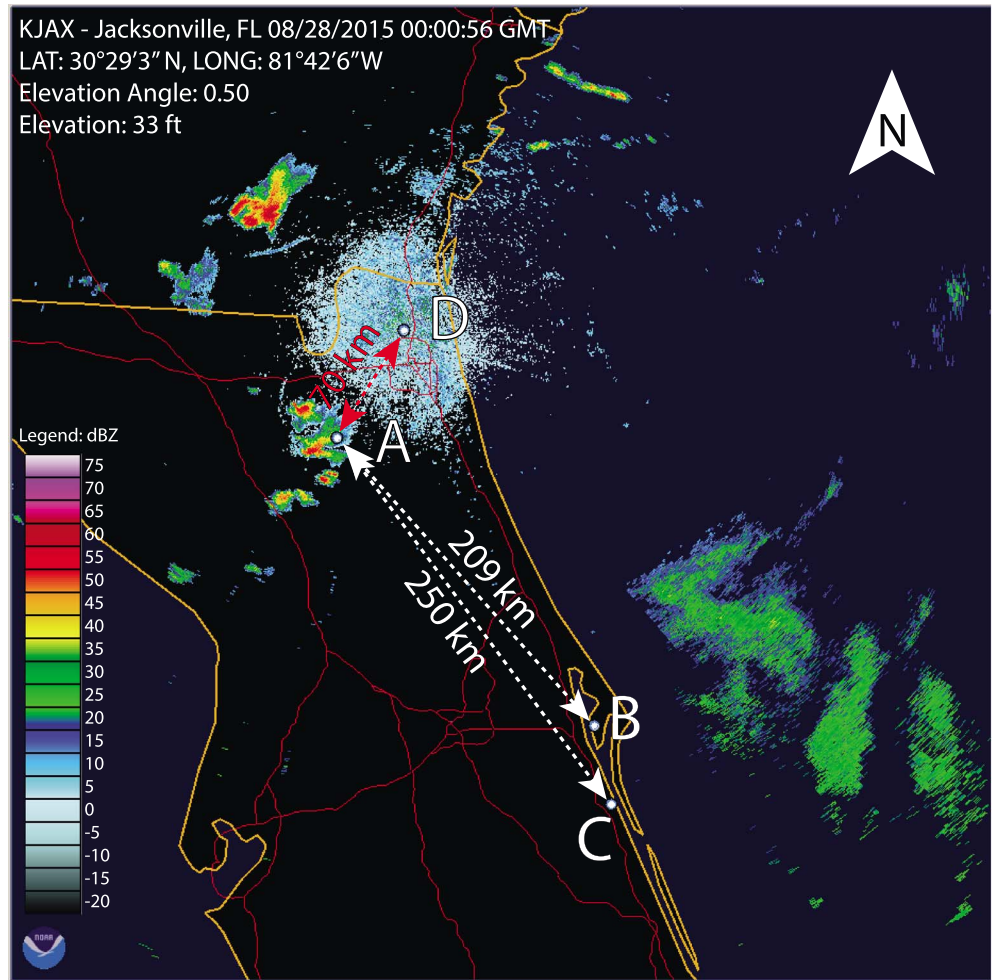 KJAX - Jacksonville, FL 08/28/2015 00:00:56 GMT
LAT: 30°29’3” N, LONG: 81°42’6”W
Elevation Angle: 0.50
Elevation: 33 ft
N
D
70 km
A
Legend: dBZ
75
70
65
60
55
50
45
40
35
30
25
20
15
10
5
0
-5
-10
-15
-20
209 km
250 km
B
C
NOAA